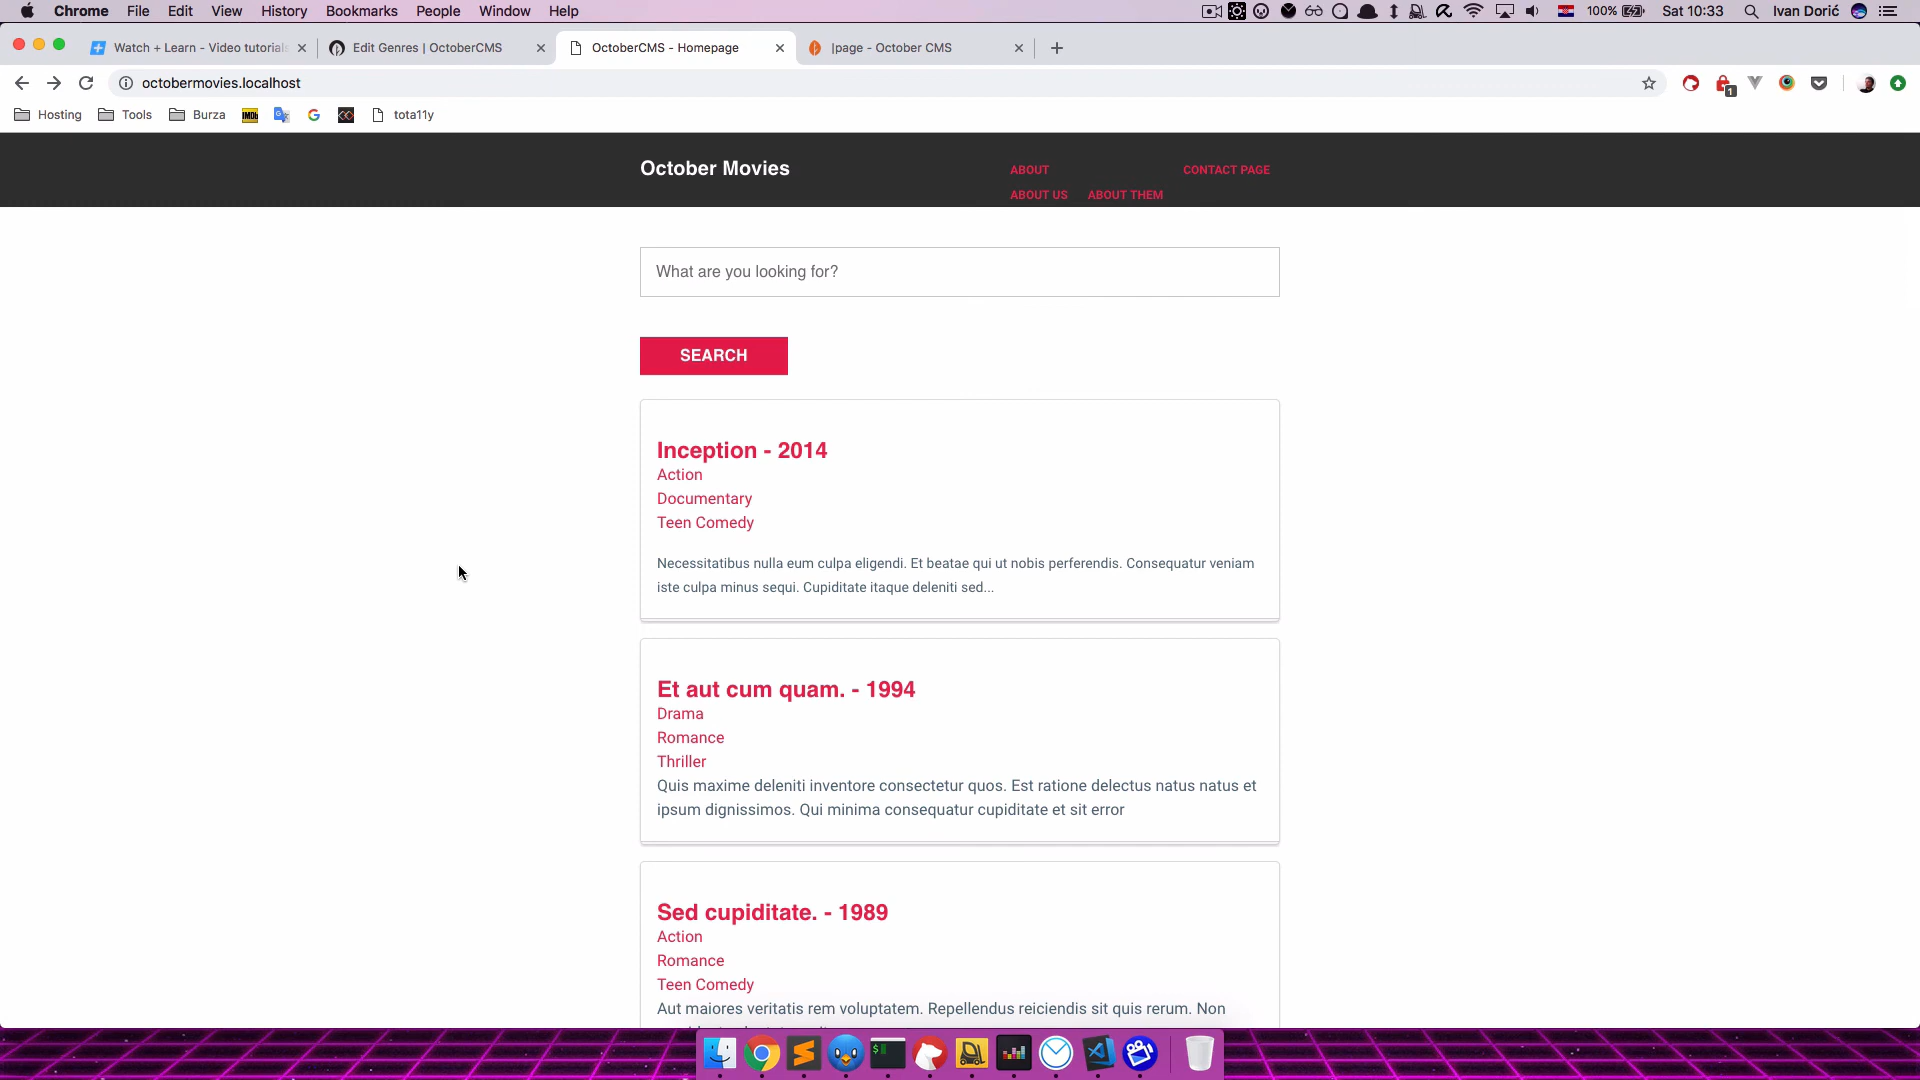 Chrome File Edit View History Bookmarks People Window Help 100% Sat 10:33 Ivan Dorić
Watch + Learn - Video tutorials Edit Genres | OctoberCMS OctoberCMS - Homepage |page - October CMS
octobermovies.localhost
1
Hosting Tools Burza IMDb tota11y
October Movies
ABOUT CONTACT PAGE
ABOUT US ABOUT THEM
What are you looking for?
SEARCH
Inception - 2014
Action
Documentary
Teen Comedy
Necessitatibus nulla eum culpa eligendi. Et beatae qui ut nobis perferendis. Consequatur veniam
iste culpa minus sequi. Cupiditate itaque deleniti sed...
Et aut cum quam. - 1994
Drama
Romance
Thriller
Quis maxime deleniti inventore consectetur quos. Est ratione delectus natus natus et
ipsum dignissimos. Qui minima consequatur cupiditate et sit error
Sed cupiditate. - 1989
Action
Romance
Teen Comedy
Aut maiores veritatis rem voluptatem. Repellendus reiciendis sit quis rerum. Non